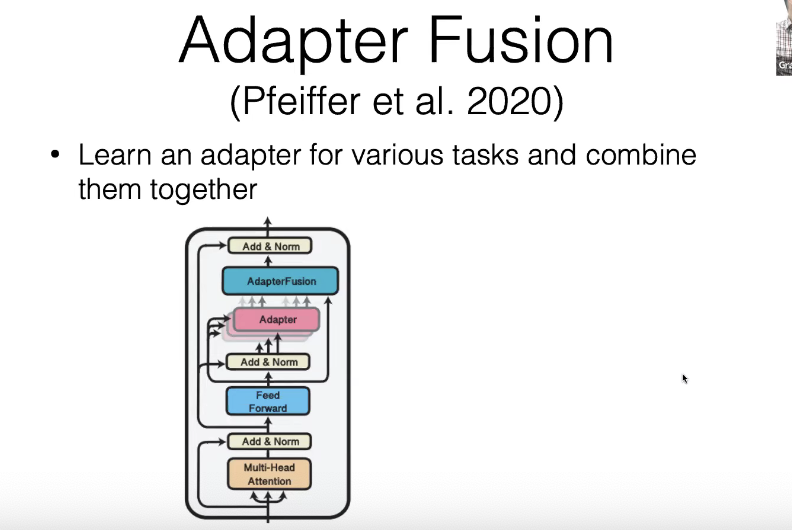 Adapter Fusion
(Pfeiffer et al. 2020)
• Learn an adapter for various tasks and combine
them together
Add & Norm
AdapterFusion
Adapter
Add & Norm
Feed
Forward
Add & Norm
Multi-Head
Attention